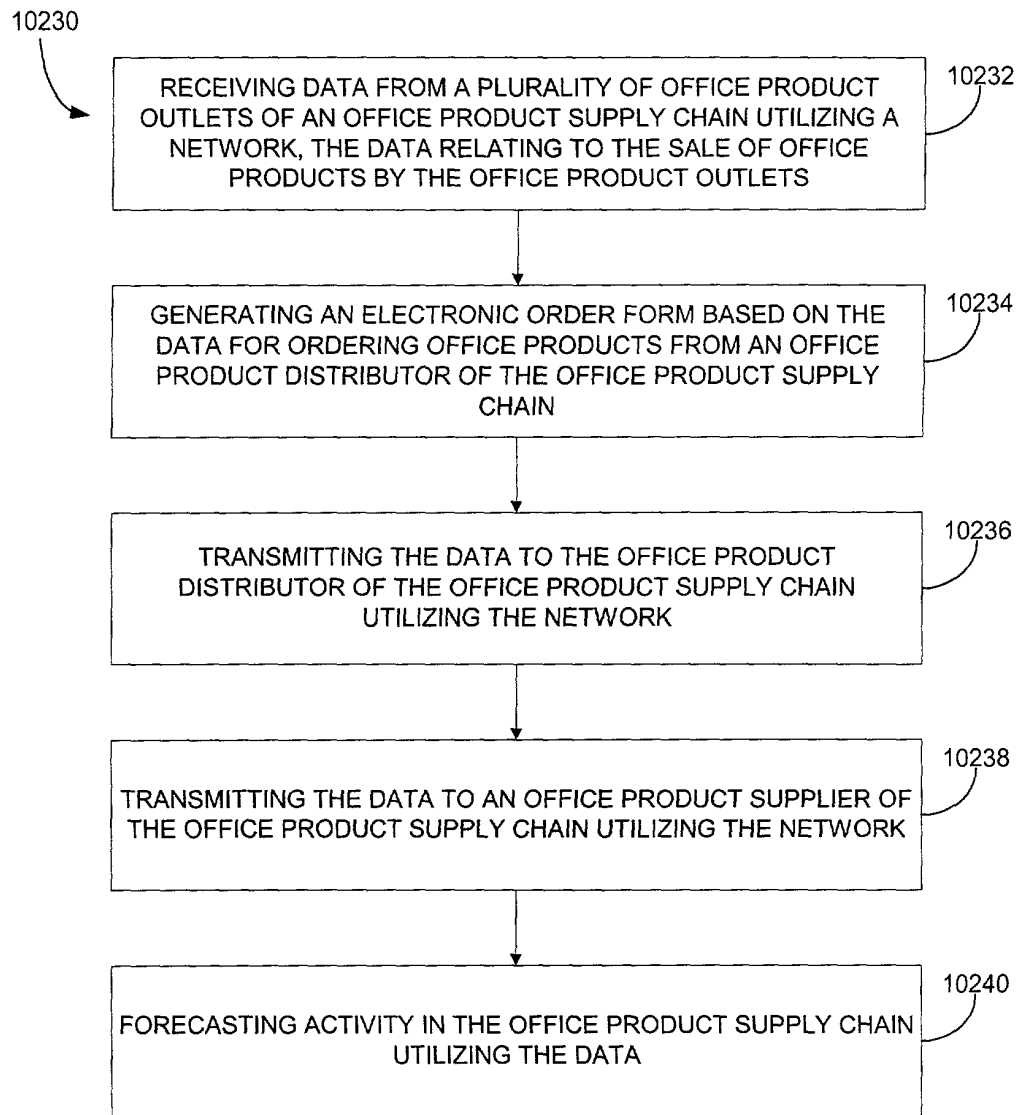 10230
RECEIVING DATA FROM A PLURALITY OF OFFICE PRODUCT
OUTLETS OF AN OFFICE PRODUCT SUPPLY CHAIN UTILIZING A
NETWORK, THE DATA RELATING TO THE SALE OF OFFICE
PRODUCTS BY THE OFFICE PRODUCT OUTLETS
10232
GENERATING AN ELECTRONIC ORDER FORM BASED ON THE
DATA FOR ORDERING OFFICE PRODUCTS FROM AN OFFICE
PRODUCT DISTRIBUTOR OF THE OFFICE PRODUCT SUPPLY
CHAIN
10234
TRANSMITTING THE DATA TO THE OFFICE PRODUCT
DISTRIBUTOR OF THE OFFICE PRODUCT SUPPLY CHAIN
UTILIZING THE NETWORK
10236
TRANSMITTING THE DATA TO AN OFFICE PRODUCT SUPPLIER OF
THE OFFICE PRODUCT SUPPLY CHAIN UTILIZING THE NETWORK
10238
FORECASTING ACTIVITY IN THE OFFICE PRODUCT SUPPLY CHAIN
UTILIZING THE DATA
10240